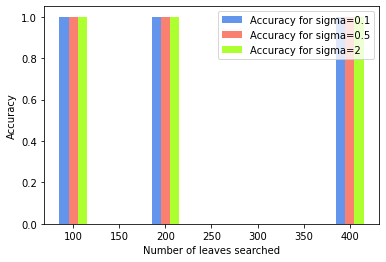 Accuracy for sigma=0.1
Accuracy for sigma=0.5
Accuracy for sigma=2
1.0
0.8
0.6
0.4
0.2
0.0
Accuracy
100 150 200 250 300 350 400
Number of leaves searched